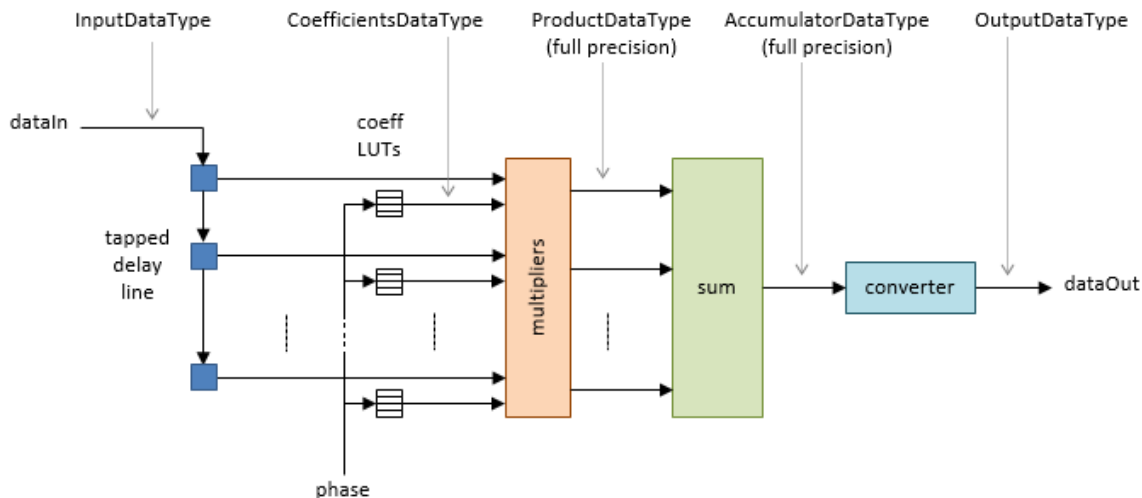 InputDataType
CoefficientsDataType
ProductDataType
(full precision)
AccumulatorDataType
(full precision)
OutputDataType
dataIn
coeff
LUTs
tapped
delay
line
multipliers
sum
converter
dataOut
phase